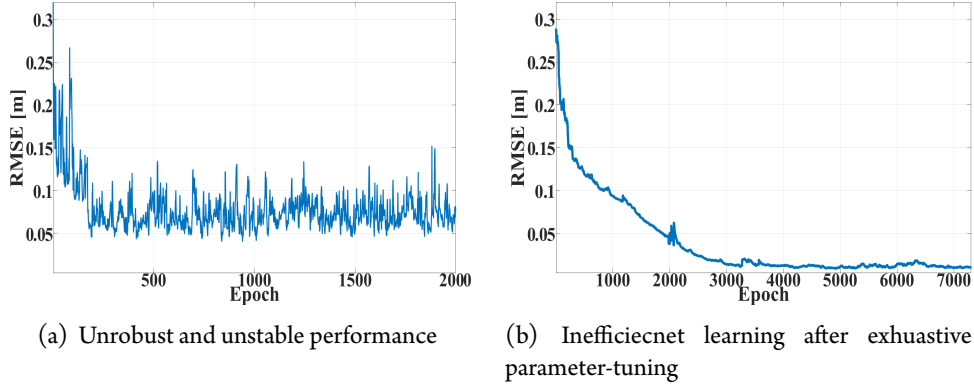 0.3
0.25
0.2
0.15
0.1
0.05
RMSE [m]
500 1000 1500 2000
Epoch
(a) Unrobust and unstable performance
0.3
0.25
0.2
0.15
0.1
0.05
RMSE [m]
1000 2000 3000 4000 5000 6000 7000
Epoch
(b) Inefficiecnet learning after exhuastive
parameter-tuning